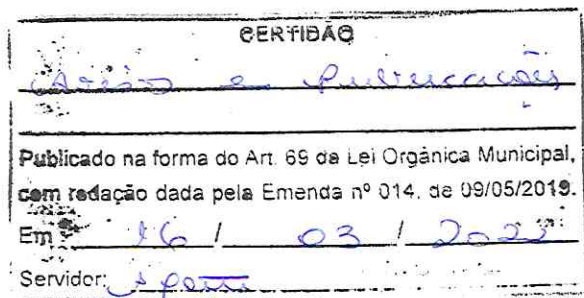 CERTIDÃO
Aviso e Publicações
Publicado na forma do Art. 69 da Lei Orgânica Municipal,
com redação dada pela Emenda nº 014, de 09/05/2019.
Em 16 / 03 / 2022
Servidor: